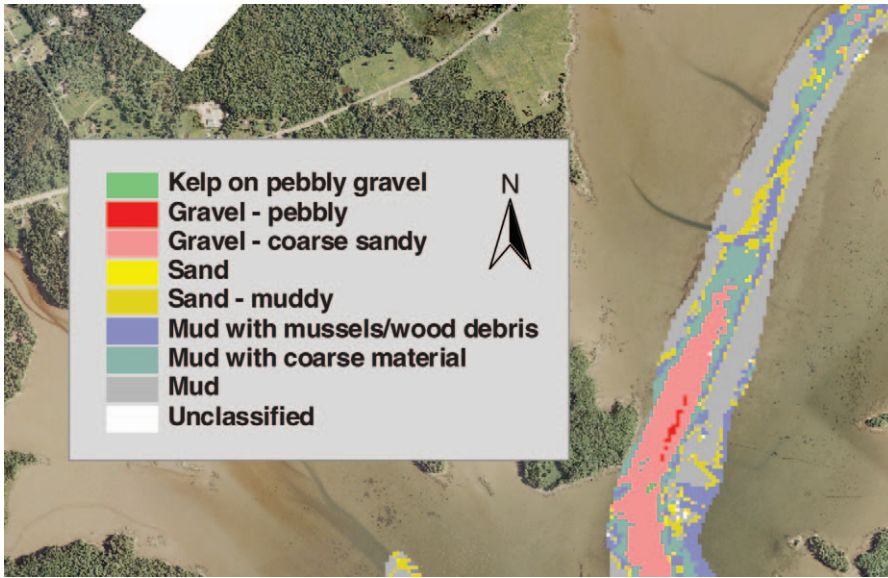 N
Kelp on pebbly gravel
Gravel - pebbly
Gravel - coarse sandy
Sand
Sand - muddy
Mud with mussels/wood debris
Mud with coarse material
Mud
Unclassified